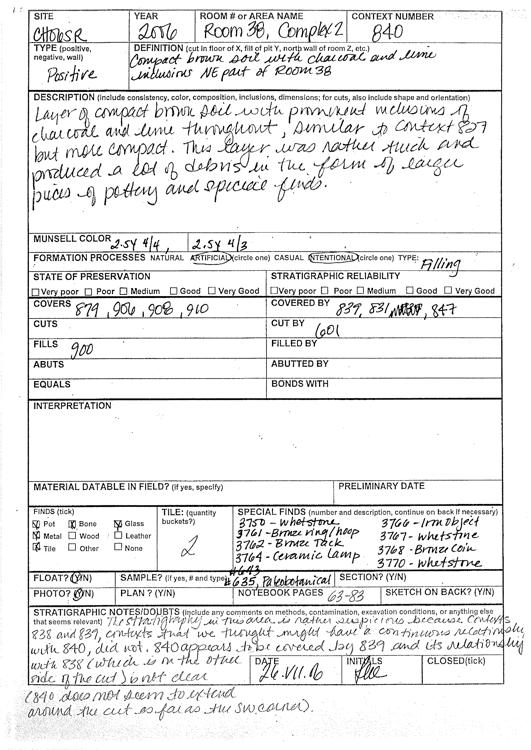 SITE YEAR ROOM # OR AREA NAME CONTEXT NUMBER
CH06SR 2006 Room 38, Complex 2 840
TYPE (positive, negative, wall) DEFINITION (cut in floor of X, fill of pit Y, north wall of room Z, etc.)
Positive Compact brown soil with charcoal and lime
inclusions NE part of Room 38
DESCRIPTION (include consistency, color, composition, inclusions, dimensions; for cuts, also include shape and orientation)
Layer of compact brown soil with prominent inclusions of
charcoal and lime throughout, similar to context 837
but more compact. This layer was rather thick and
produced a lot of debris in the form of larger
pieces of pottery and special finds.
MUNSELL COLOR 2.5Y 4/4, 2.5Y 4/3
FORMATION PROCESSES NATURAL ARTIFICIAL (circle one) CASUAL INTENTIONAL (circle one) TYPE: Filling
STATE OF PRESERVATION STRATIGRAPHIC RELIABILITY
Very poor Poor Medium Good Very Good Very poor Poor Medium Good Very Good
COVERS 879, 906, 908, 910 COVERED BY 839, 831, 847
CUTS CUT BY 601
FILLS 900 FILLED BY
ABUTS ABUTTED BY
EQUALS BONDS WITH
INTERPRETATION
MATERIAL DATABLE IN FIELD? (if yes, specify) PRELIMINARY DATE
FINDS (tick) TILE: (quantity buckets?) SPECIAL FINDS (number and description, continue on back if necessary)
Pot Bone Glass
Metal Wood Leather
Tile Other None
2
3750 - Whetstone 3766 - Iron Object
3761 - Bronze ring/hoop 3767 - Whetstone
3762 - Bronze Tack 3768 - Bronze Coin
3764 - Ceramic Lamp 3770 - Whetstone
#643
FLOAT? (Y/N) SAMPLE? (if yes, # and type) #635, Paleobotanical SECTION? (Y/N)
PHOTO? (Y/N) PLAN? (Y/N) NOTEBOOK PAGES 63-83 SKETCH ON BACK? (Y/N)
STRATIGRAPHIC NOTES/DOUBTS (Include any comments on methods, contamination, excavation conditions, or anything else
that seems relevant) The stratigraphy in this area is rather suspicious because contexts
838 and 839, contexts that we thought might have a continuous relationship
with 840, did not. 840 appears to be covered by 839 and its relationship
with 838 (which is on the other
side of the cut) is not clear
DATE 26.VII.06 INITIALS CLOSED(tick)
(840 does not seem to extend
around the cut as far as the SW corner).